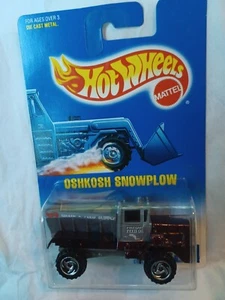 FOR AGES OVER 3
DIE CAST METAL
Hot Wheels
MATTEL
OSHKOSH SNOWPLOW